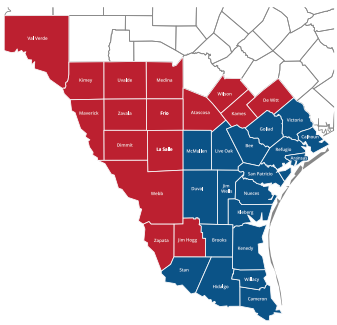 Val Verde
Kinney
Uvalde
Medina
Wilson
De Witt
Maverick
Zavala
Frio
Atascosa
Karnes
Victoria
Goliad
Calhoun
Dimmit
La Salle
McMullen
Live Oak
Bee
Refugio
Aransas
San Patricio
Webb
Duval
Jim
Wells
Nueces
Kleberg
Zapata
Jim Hogg
Brooks
Kenedy
Starr
Hidalgo
Willacy
Cameron